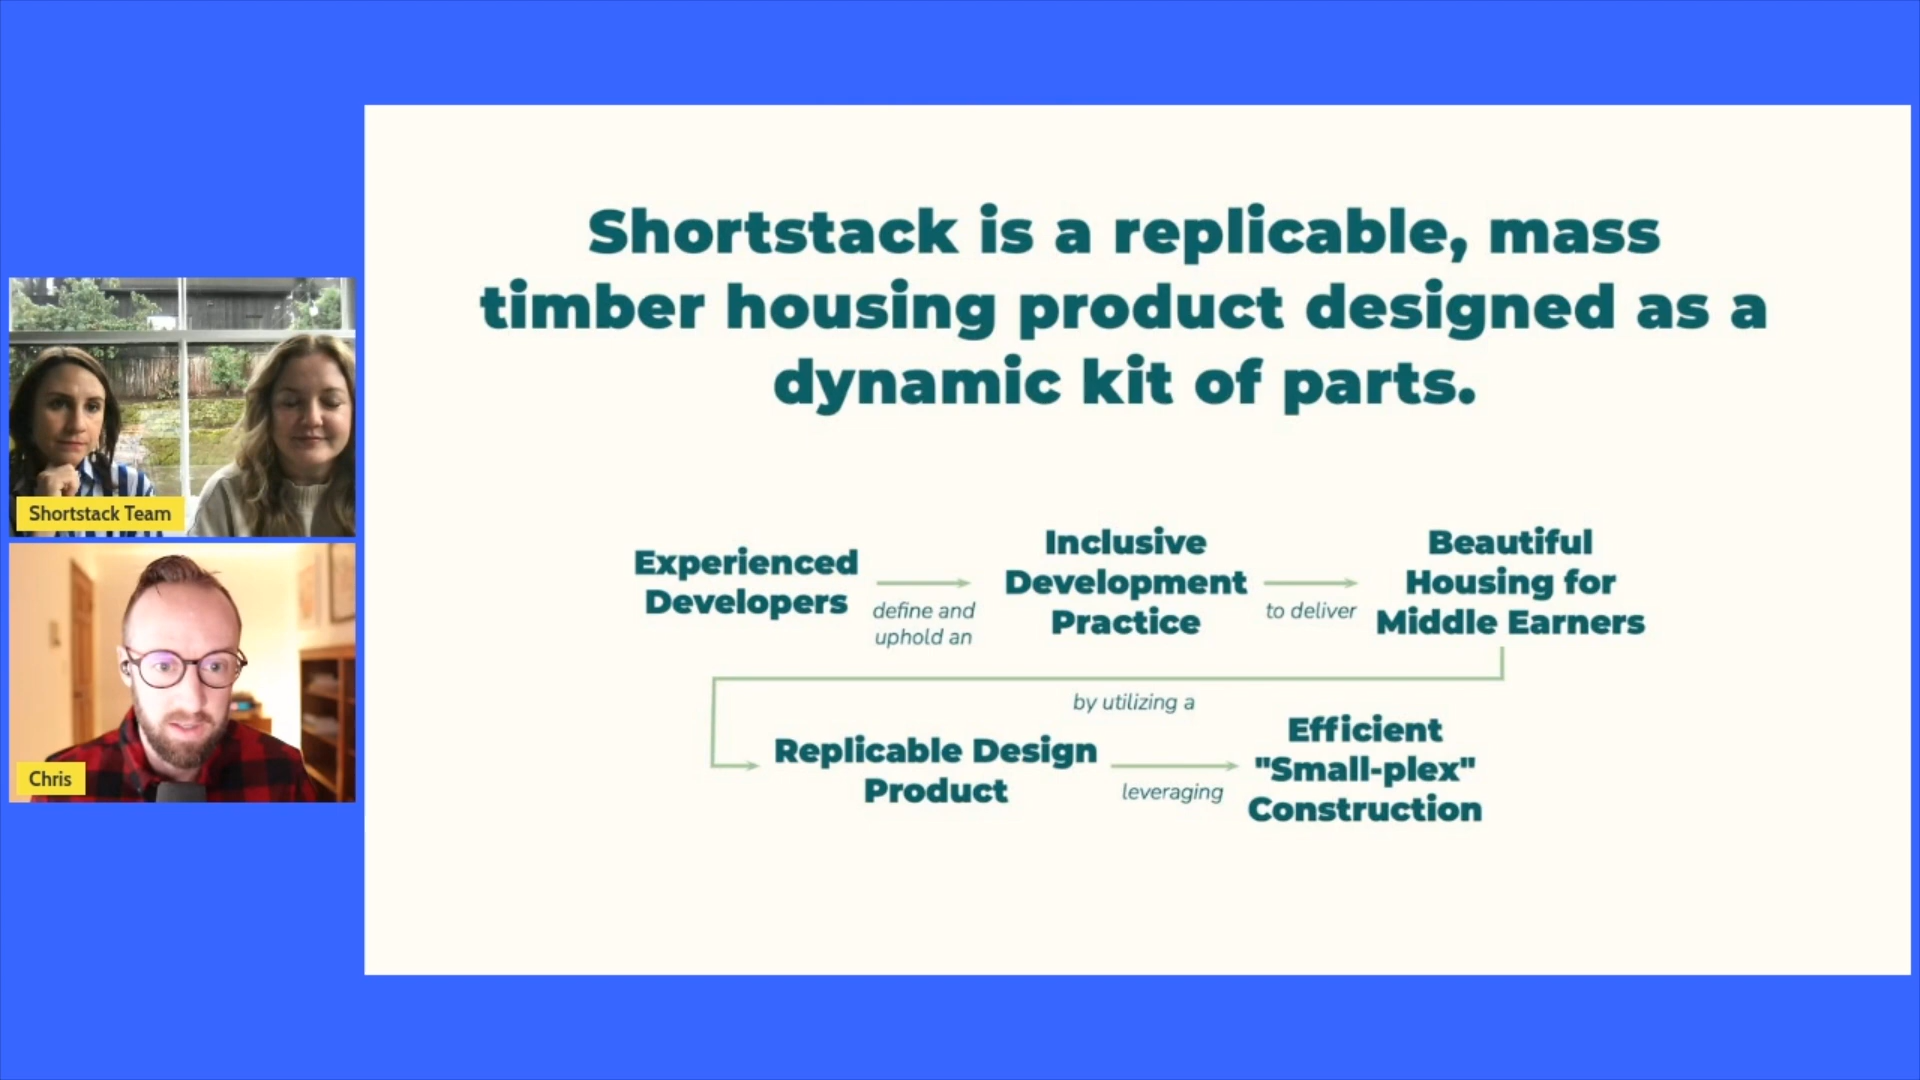 Shortstack is a replicable, mass
timber housing product designed as a
dynamic kit of parts.
Experienced
Developers
define and
uphold an
Inclusive
Development
Practice
to deliver
Beautiful
Housing for
Middle Earners
by utilizing a
Replicable Design
Product
leveraging
Efficient
"Small-plex"
Construction
Shortstack Team
Chris